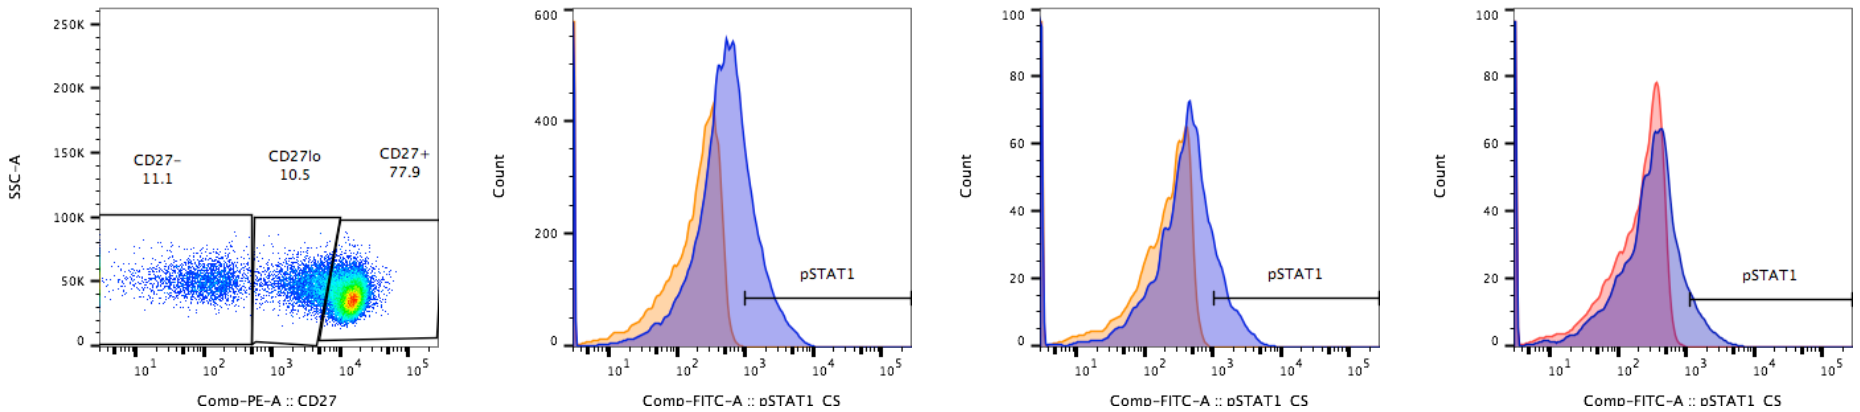 SSC-A
250K
200K
150K
100K
50K
0
CD27-
11.1
CD27lo
10.5
CD27+
77.9
10^1
10^2
10^3
10^4
10^5
Comp-PE-A :: CD27
Count
600
400
200
0
pSTAT1
10^1
10^2
10^3
10^4
10^5
Comp-FITC-A :: pSTAT1_CS
Count
100
80
60
40
20
0
pSTAT1
10^1
10^2
10^3
10^4
10^5
Comp-FITC-A :: pSTAT1_CS
Count
100
80
60
40
20
0
pSTAT1
10^1
10^2
10^3
10^4
10^5
Comp-FITC-A :: pSTAT1_CS